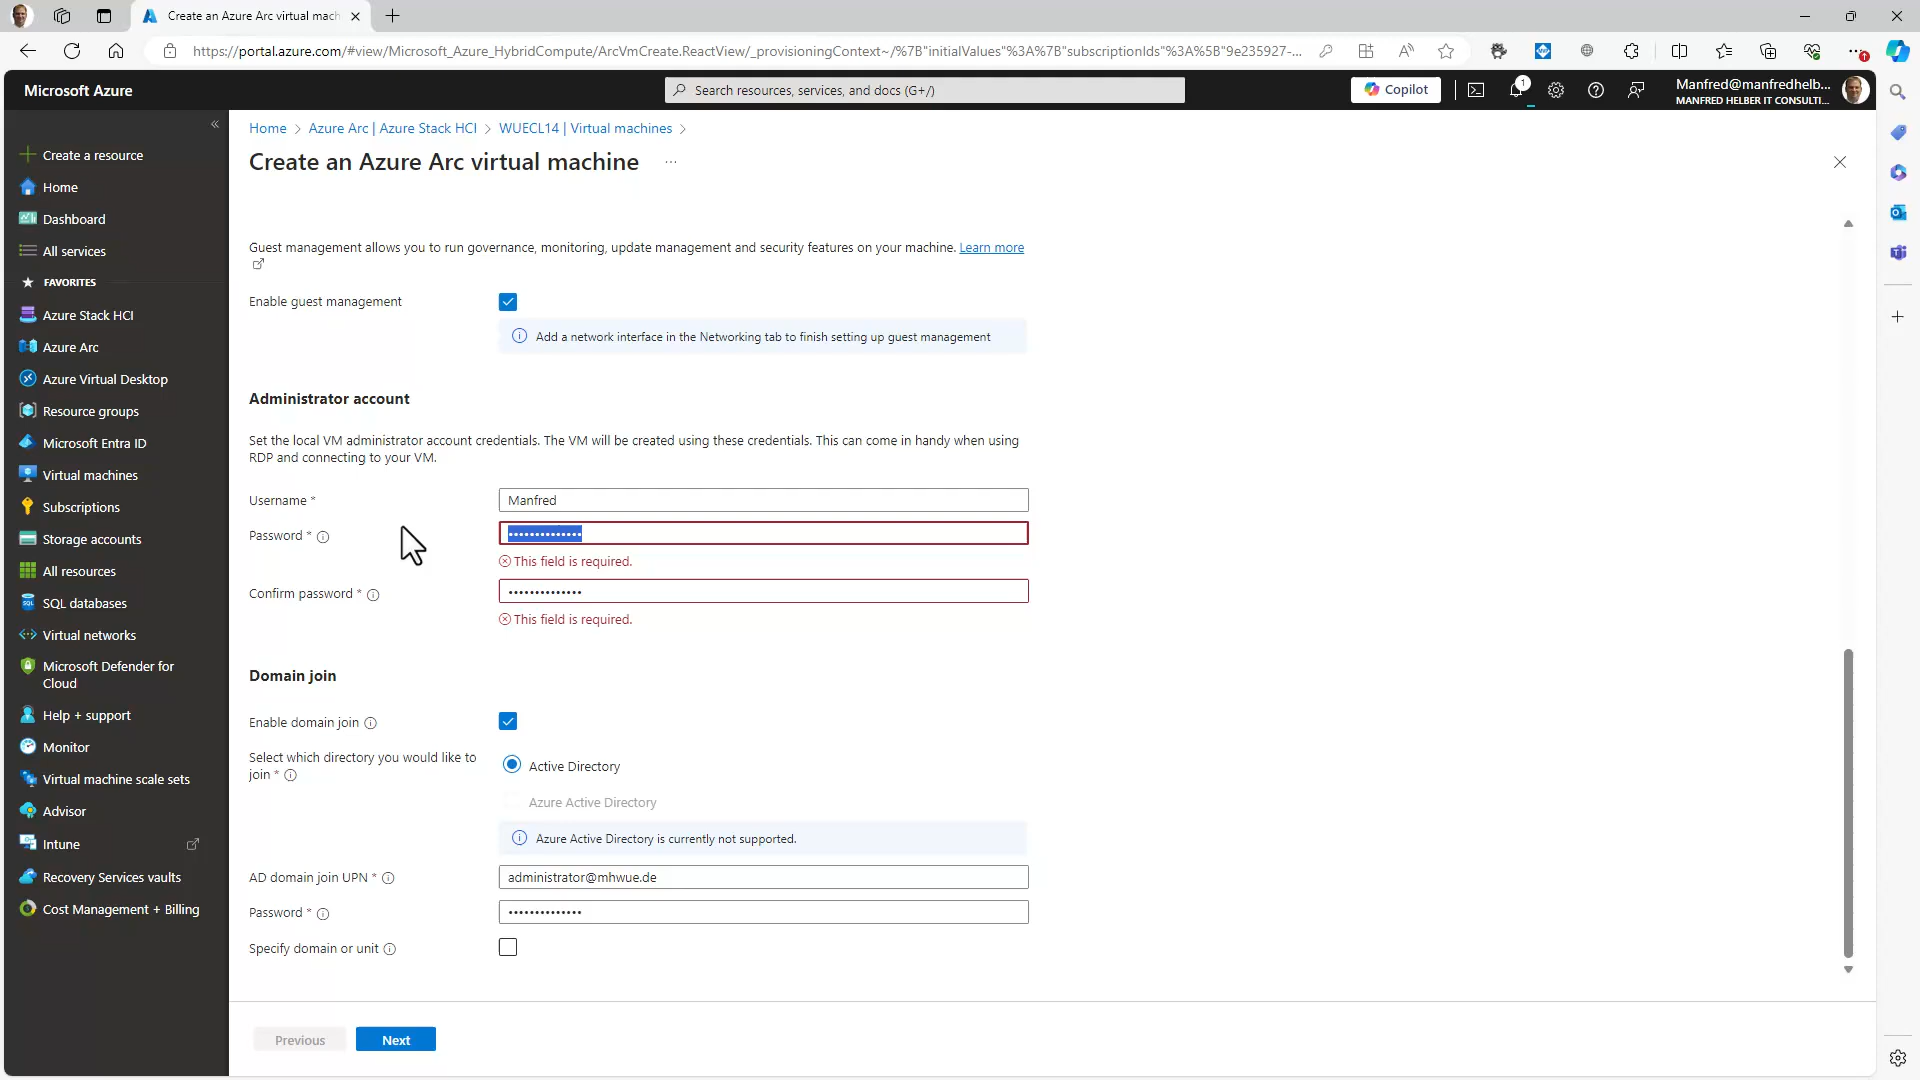 Create an Azure Arc virtual mach
https://portal.azure.com/#view/Microsoft_Azure_HybridCompute/ArcVmCreate.ReactView/_provisioningContext~/%7B"initialValues"%3A%7B"subscriptionIds"%3A%5B"9e235927-...
Microsoft Azure
Search resources, services, and docs (G+/)
Copilot
1
Manfred@manfredhelb...
MANFRED HELBER IT CONSULTI...
Create a resource
Home
Dashboard
All services
FAVORITES
Azure Stack HCI
Azure Arc
Azure Virtual Desktop
Resource groups
Microsoft Entra ID
Virtual machines
Subscriptions
Storage accounts
All resources
SQL databases
Virtual networks
Microsoft Defender for
Cloud
Help + support
Monitor
Virtual machine scale sets
Advisor
Intune
Recovery Services vaults
Cost Management + Billing
Home > Azure Arc | Azure Stack HCI > WUECL14 | Virtual machines >
Create an Azure Arc virtual machine ...
Guest management allows you to run governance, monitoring, update management and security features on your machine. Learn more
Enable guest management
Add a network interface in the Networking tab to finish setting up guest management
Administrator account
Set the local VM administrator account credentials. The VM will be created using these credentials. This can come in handy when using
RDP and connecting to your VM.
Username * Manfred
Password * ••••••••••••••
This field is required.
Confirm password * ••••••••••••••
This field is required.
Domain join
Enable domain join
Select which directory you would like to
join *
Active Directory
Azure Active Directory
Azure Active Directory is currently not supported.
AD domain join UPN * administrator@mhwue.de
Password * ••••••••••••••
Specify domain or unit
Previous
Next